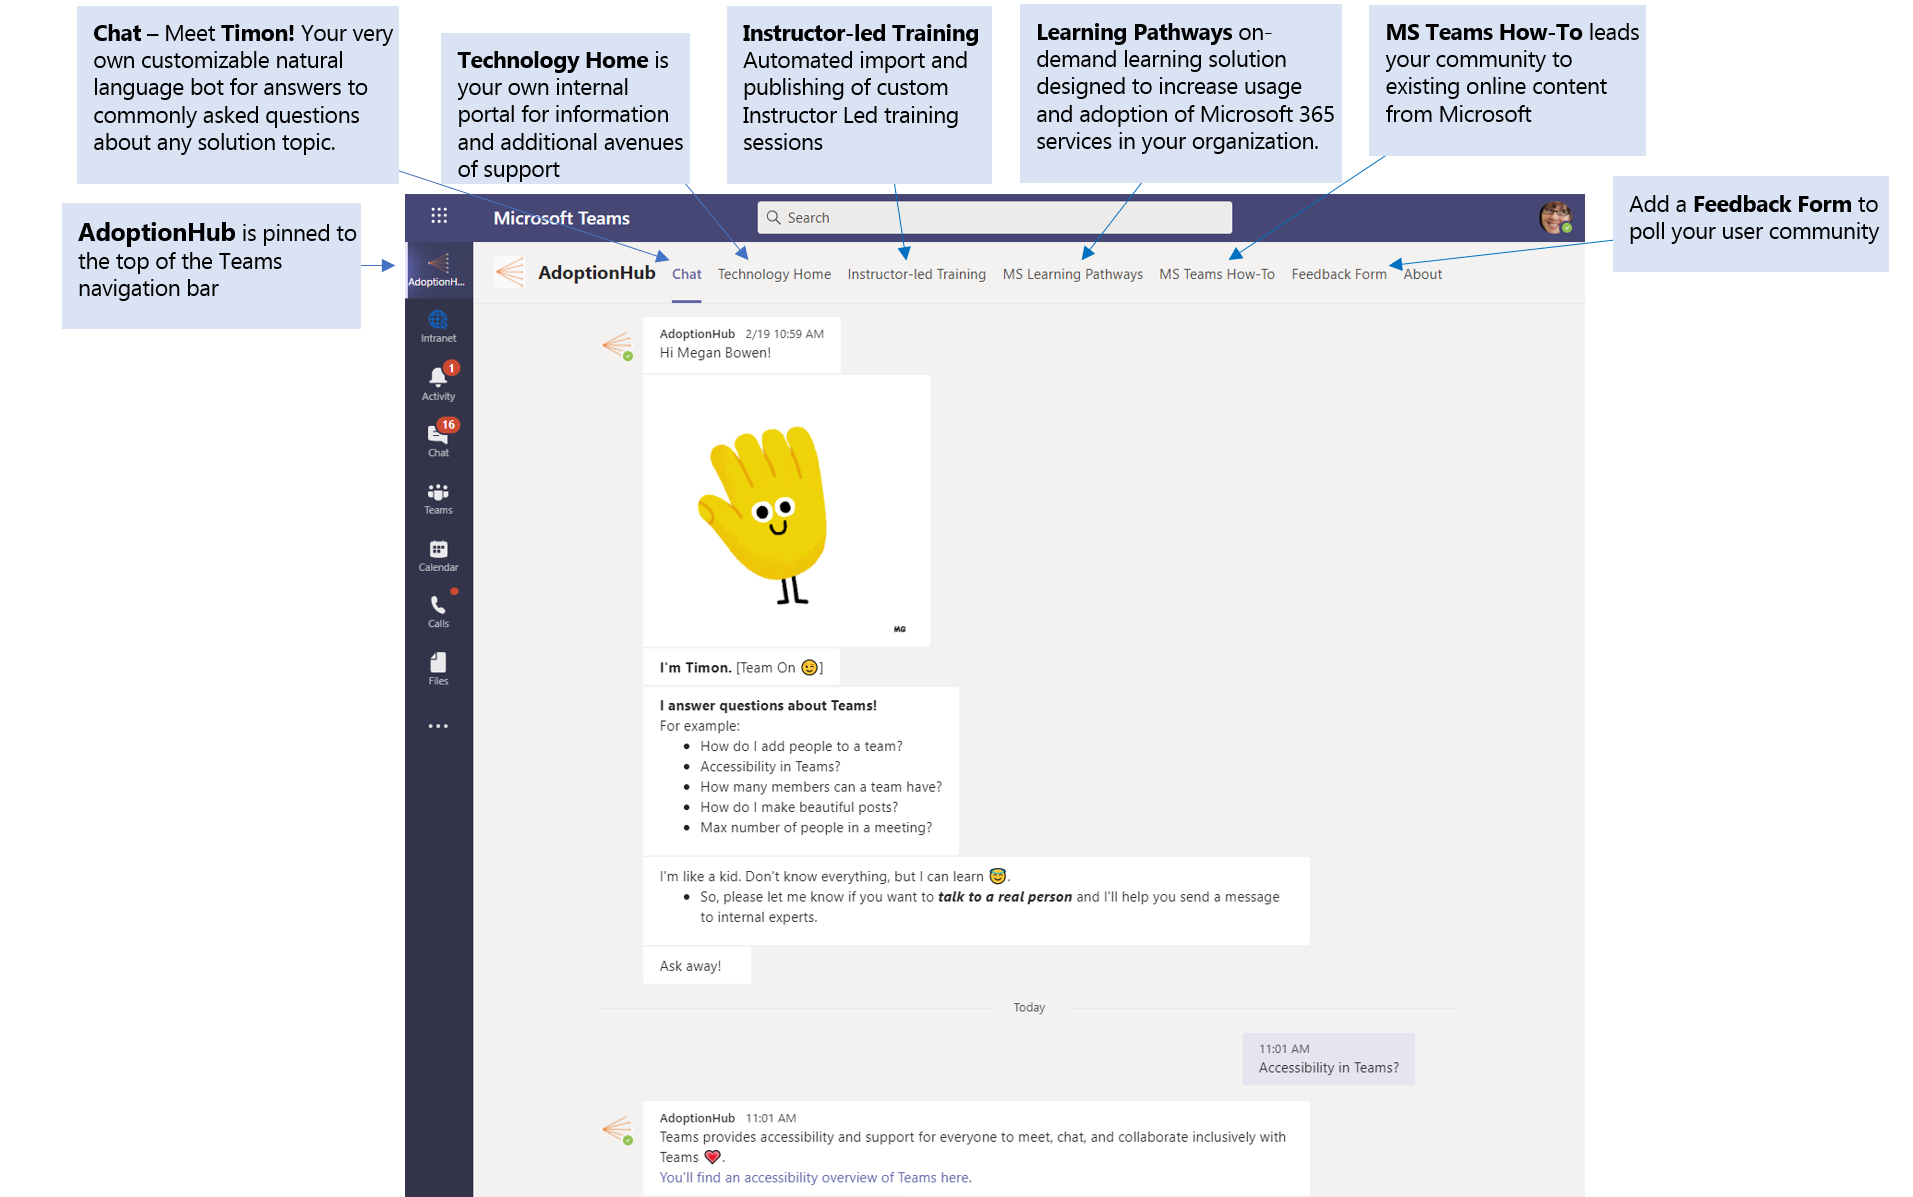 Chat – Meet Timon! Your very
own customizable natural
language bot for answers to
commonly asked questions
about any solution topic.
Technology Home is
your own internal
portal for information
and additional avenues
of support
Instructor-led Training
Automated import and
publishing of custom
Instructor Led training
sessions
Learning Pathways on-
demand learning solution
designed to increase usage
and adoption of Microsoft 365
services in your organization.
MS Teams How-To leads
your community to
existing online content
from Microsoft
Add a Feedback Form to
poll your user community
AdoptionHub is pinned to
the top of the Teams
navigation bar
Microsoft Teams
Search
AdoptionH...
Intranet
1
Activity
16
Chat
Teams
Calendar
Calls
Files
AdoptionHub Chat Technology Home Instructor-led Training MS Learning Pathways MS Teams How-To Feedback Form About
AdoptionHub 2/19 10:59 AM
Hi Megan Bowen!
MG
I'm Timon. [Team On 😉]
I answer questions about Teams!
For example:
• How do I add people to a team?
• Accessibility in Teams?
• How many members can a team have?
• How do I make beautiful posts?
• Max number of people in a meeting?
I'm like a kid. Don't know everything, but I can learn 😇.
• So, please let me know if you want to talk to a real person and I'll help you send a message
to internal experts.
Ask away!
Today
11:01 AM
Accessibility in Teams?
AdoptionHub 11:01 AM
Teams provides accessibility and support for everyone to meet, chat, and collaborate inclusively with
Teams 💗.
You'll find an accessibility overview of Teams here.